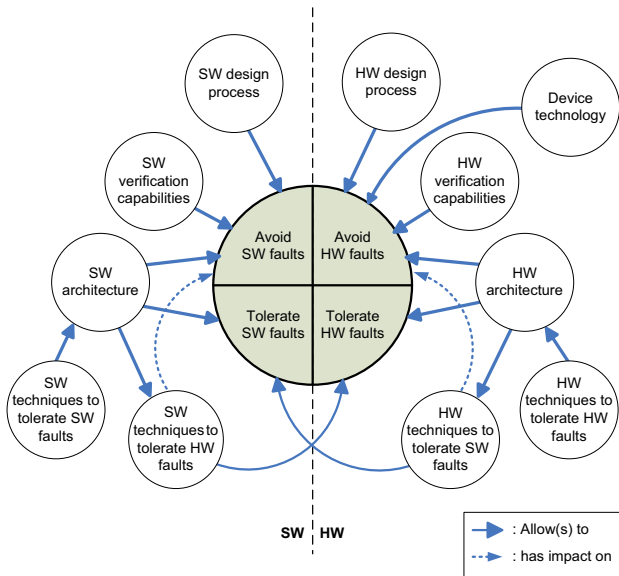 SW design
process
HW design
process
Device
technology
SW
verification
capabilities
HW
verification
capabilities
Avoid
SW faults
Avoid
HW faults
SW
architecture
HW
architecture
Tolerate
SW faults
Tolerate
HW faults
SW
techniques to
tolerate SW
faults
SW
techniques to
tolerate HW
faults
HW
techniques to
tolerate SW
faults
HW
techniques to
tolerate HW
faults
SW HW
: Allow(s) to
: has impact on